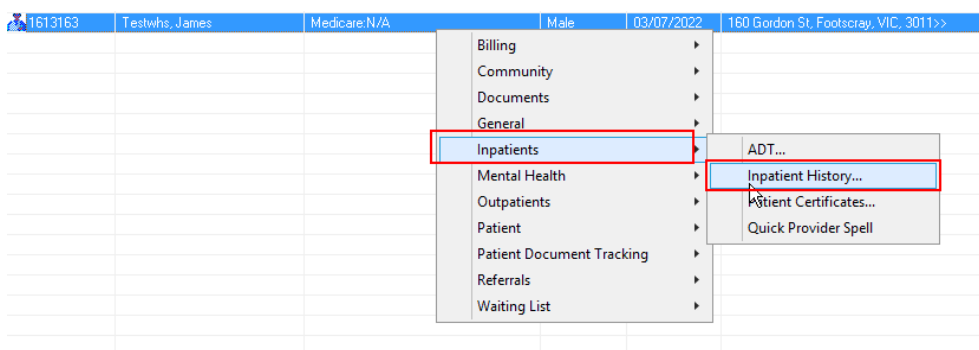 1613163 Testwhs, James Medicare:N/A Male 03/07/2022 160 Gordon St, Footscray, VIC, 3011>>
Billing
Community
Documents
General
Inpatients
Mental Health
Outpatients
Patient
Patient Document Tracking
Referrals
Waiting List
ADT...
Inpatient History...
Patient Certificates...
Quick Provider Spell